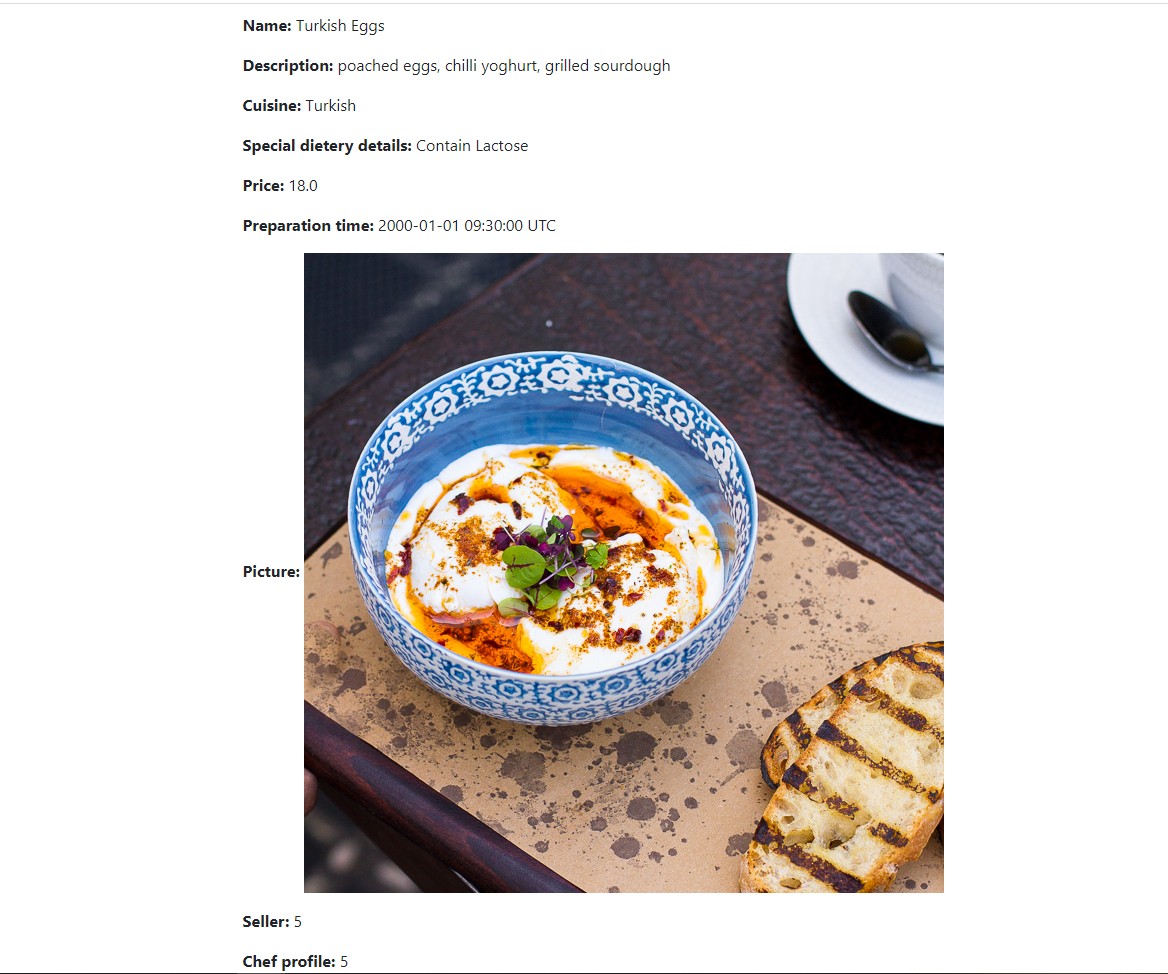 Name: Turkish Eggs
Description: poached eggs, chilli yoghurt, grilled sourdough
Cuisine: Turkish
Special dietery details: Contain Lactose
Price: 18.0
Preparation time: 2000-01-01 09:30:00 UTC
Picture:
Seller: 5
Chef profile: 5